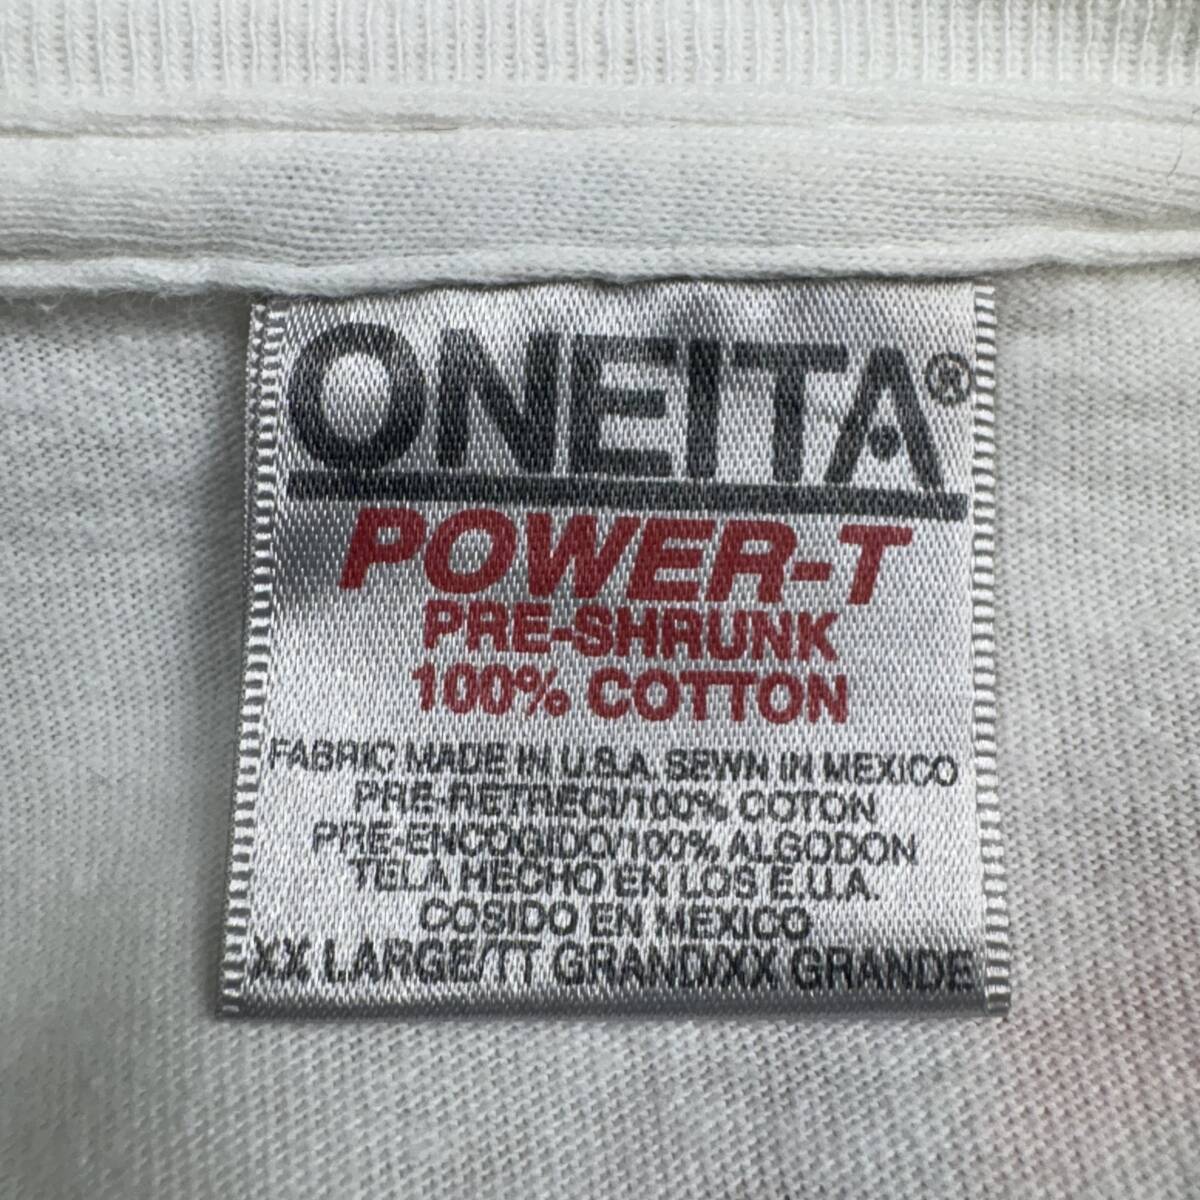 ONEITA®
POWER-T
PRE-SHRUNK
100% COTTON
FABRIC MADE IN U.S.A. SEWN IN MEXICO
PRE-RETRECI/100% COTON
PRE-ENCOGIDO/100% ALGODON
TELA HECHO EN LOS E.U.A.
COSIDO EN MEXICO
XX LARGE/TT GRAND/XX GRANDE